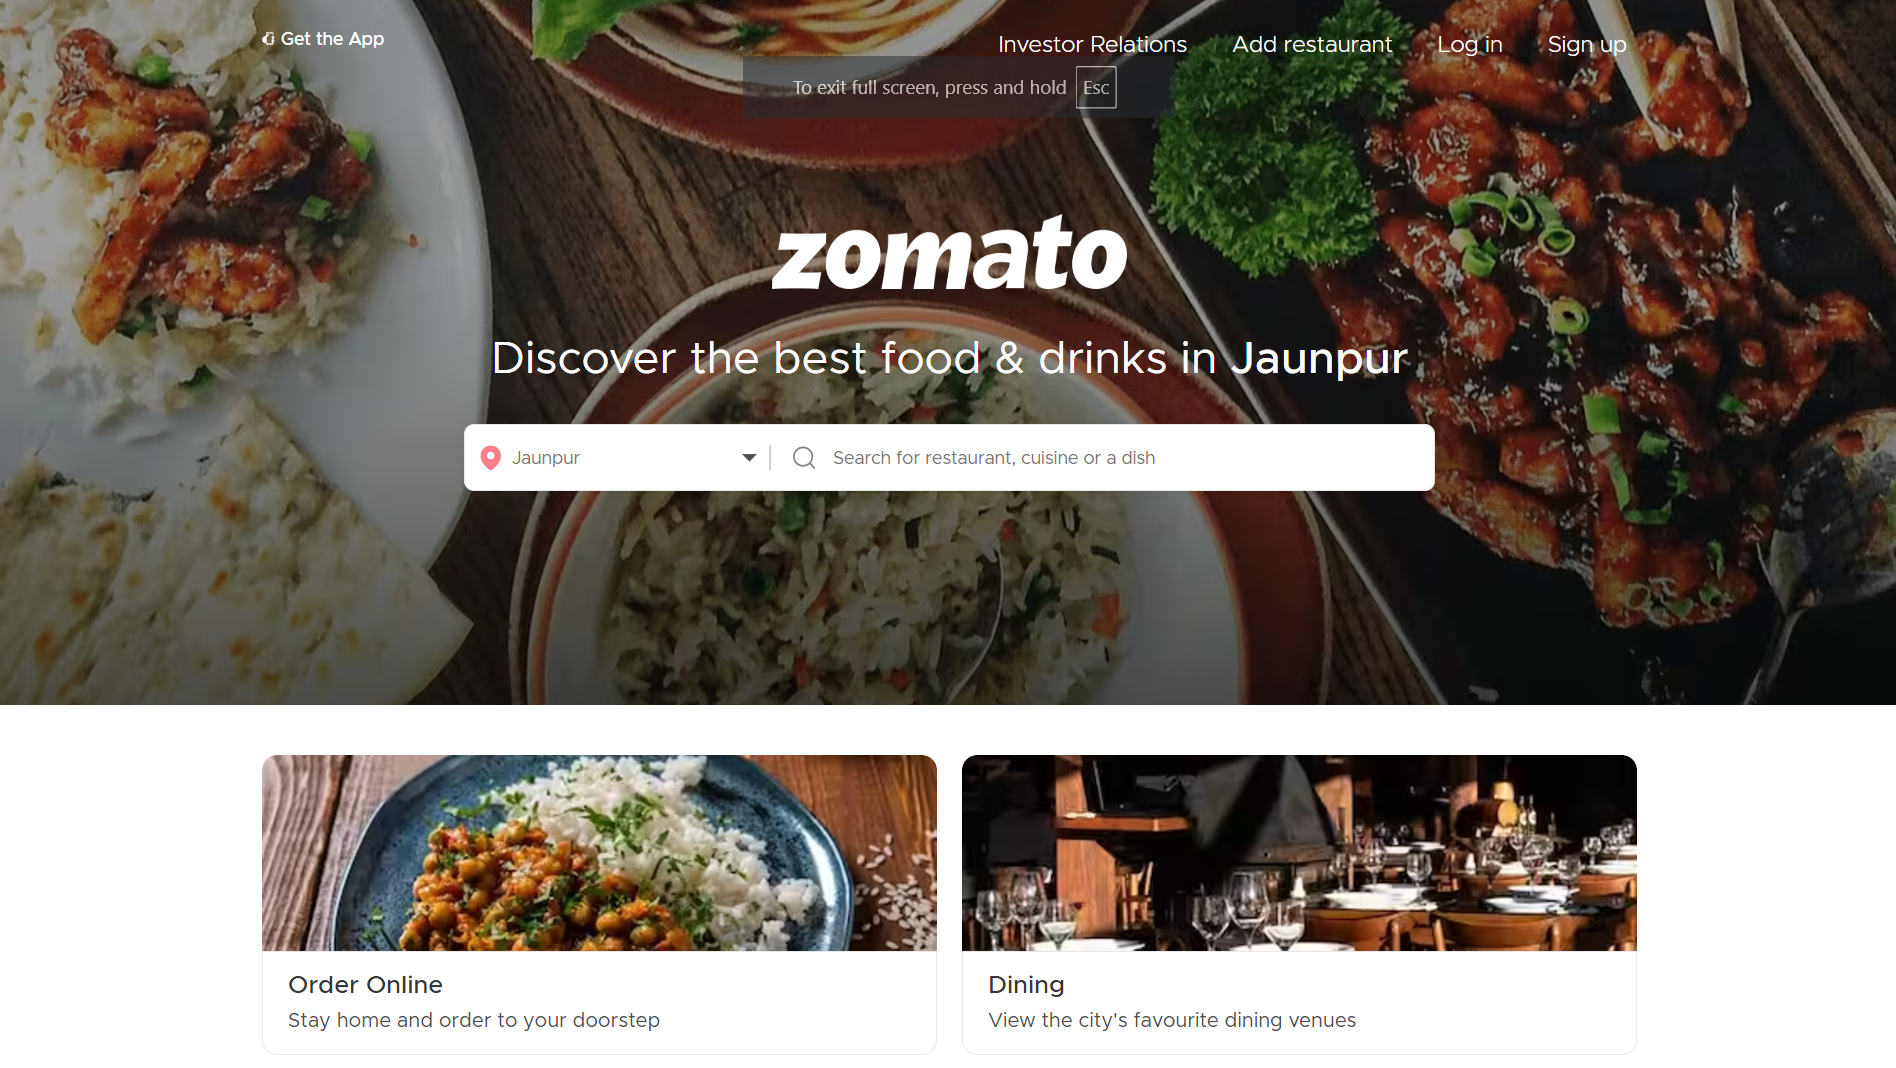 Get the App
Investor Relations
Add restaurant
Log in
Sign up
To exit full screen, press and hold Esc
zomato
Discover the best food & drinks in Jaunpur
Jaunpur
Search for restaurant, cuisine or a dish
Order Online
Stay home and order to your doorstep
Dining
View the city's favourite dining venues